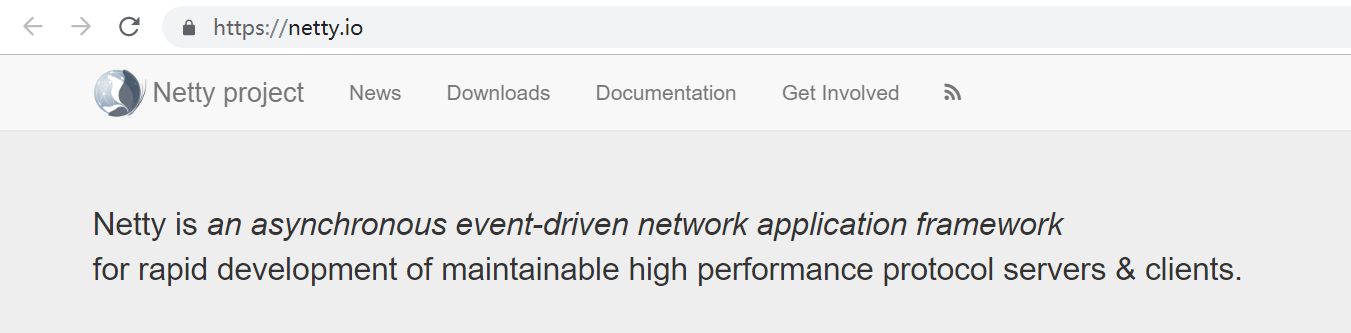 https://netty.io
Netty project News Downloads Documentation Get Involved
Netty is an asynchronous event-driven network application framework
for rapid development of maintainable high performance protocol servers & clients.